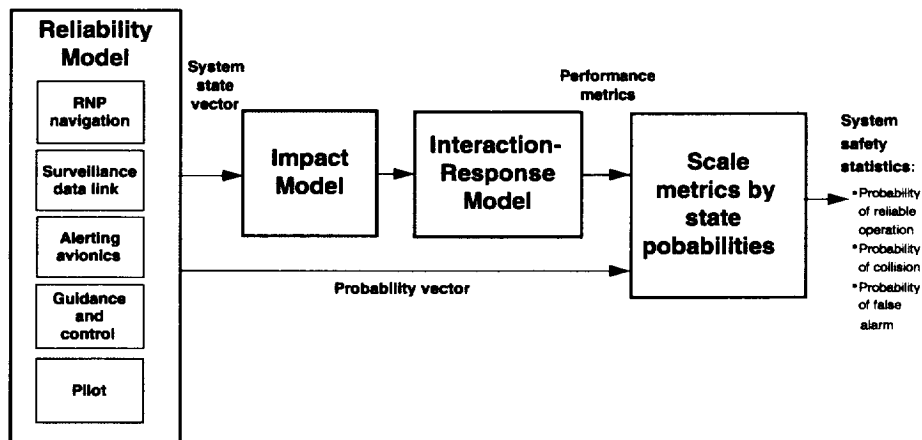 Reliability
Model
RNP
navigation
Surveillance
data link
Alerting
avionics
Guidance
and
control
Pilot
System
state
vector
Impact
Model
Interaction-
Response
Model
Performance
metrics
Probability vector
Scale
metrics by
state
pobabilities
System
safety
statistics:
•Probability
of reliable
operation
•Probability
of collision
•Probability
of false
alarm